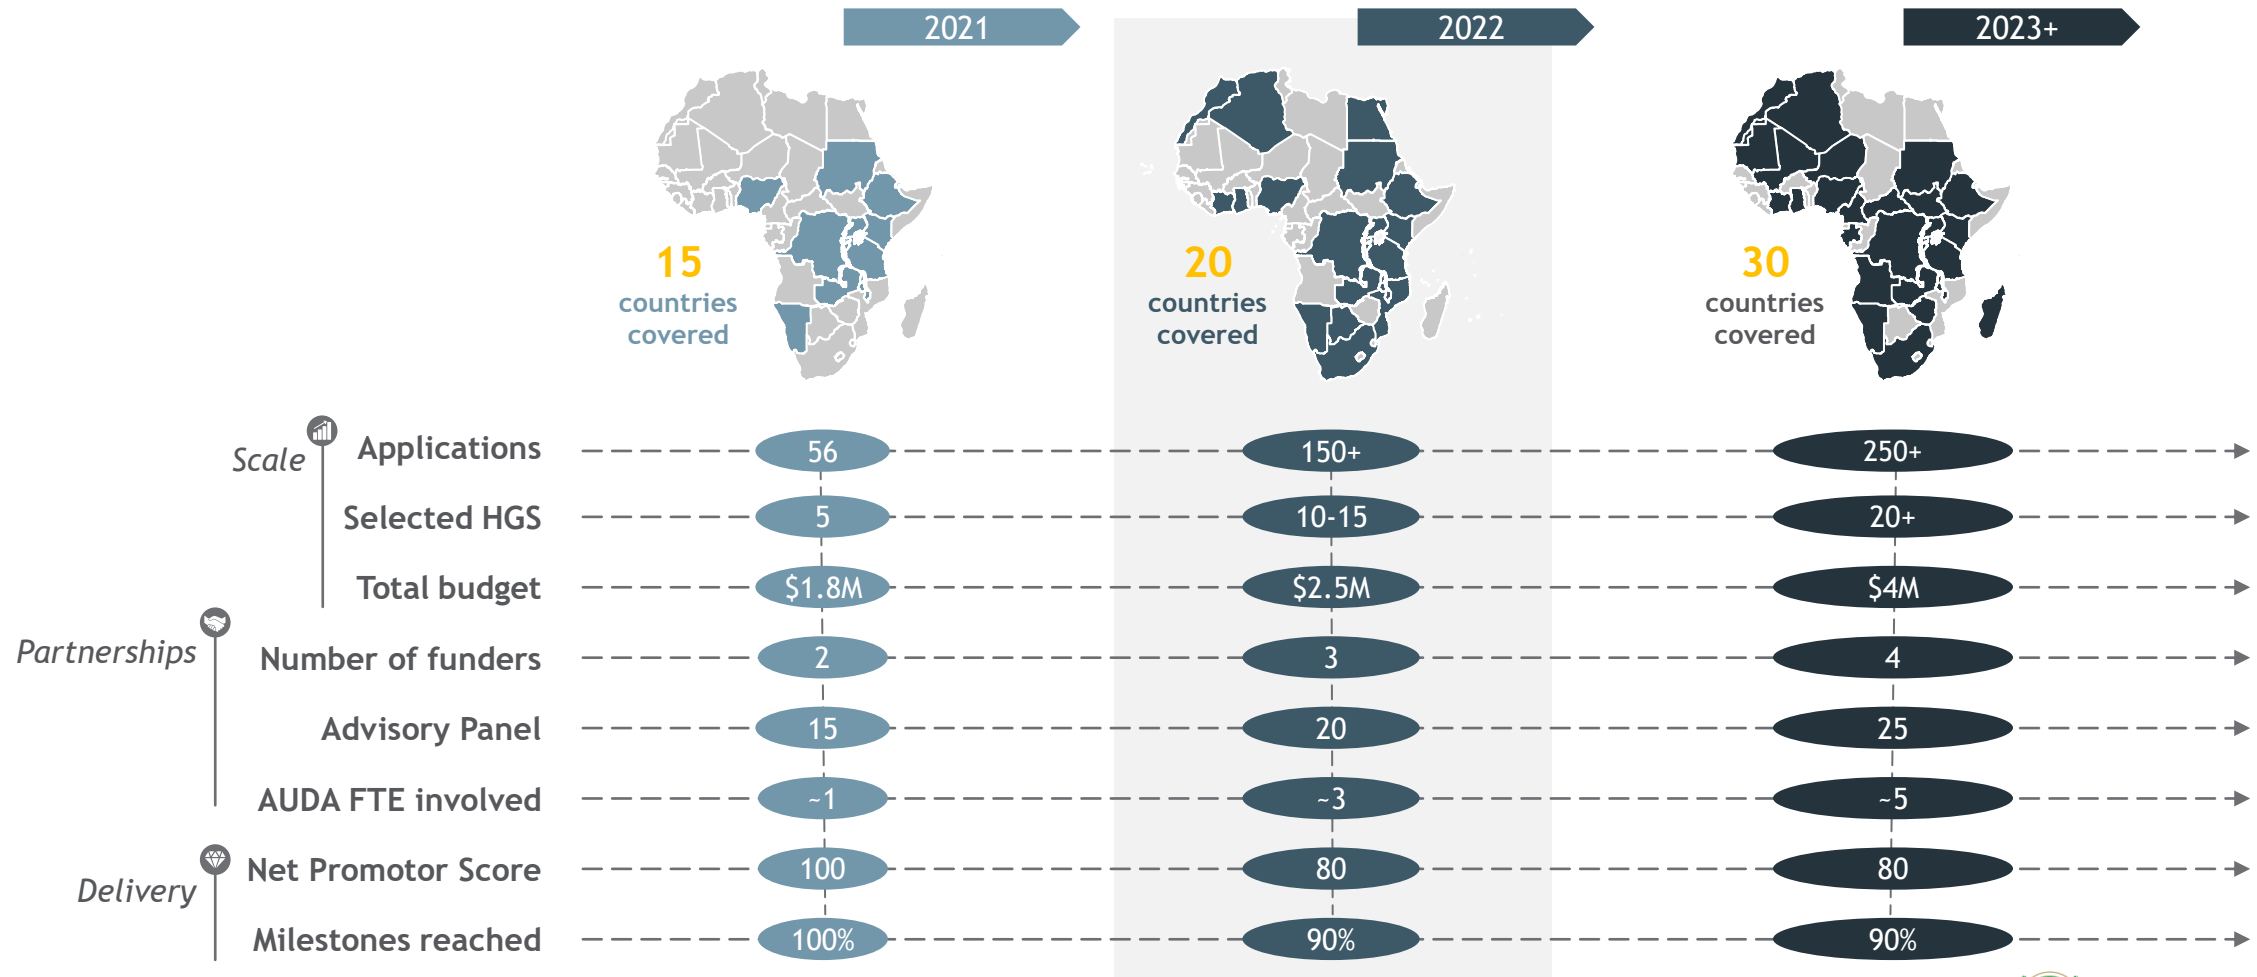 2021
2022
2023+
15
countries
covered
20
countries
covered
30
countries
covered
Scale
Applications
56
150+
250+
Selected HGS
5
10-15
20+
Total budget
$1.8M
$2.5M
$4M
Partnerships
Number of funders
2
3
4
Advisory Panel
15
20
25
AUDA FTE involved
~1
~3
~5
Delivery
Net Promotor Score
100
80
80
Milestones reached
100%
90%
90%